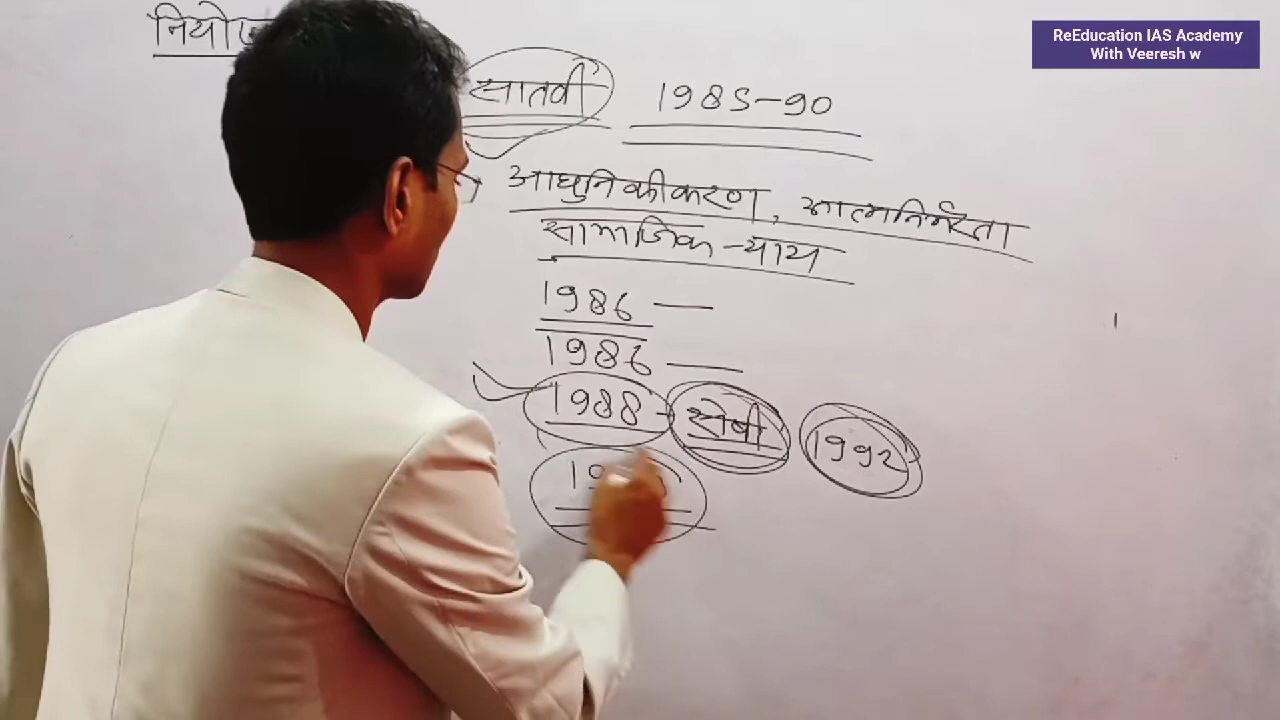 ReEducation IAS Academy
With Veeresh w
सातवी 1985-90
आधुनिकीकरण, आत्मनिर्भरता
सामाजिक न्याय
1986 —
1986 —
1988 - सेबी 1992